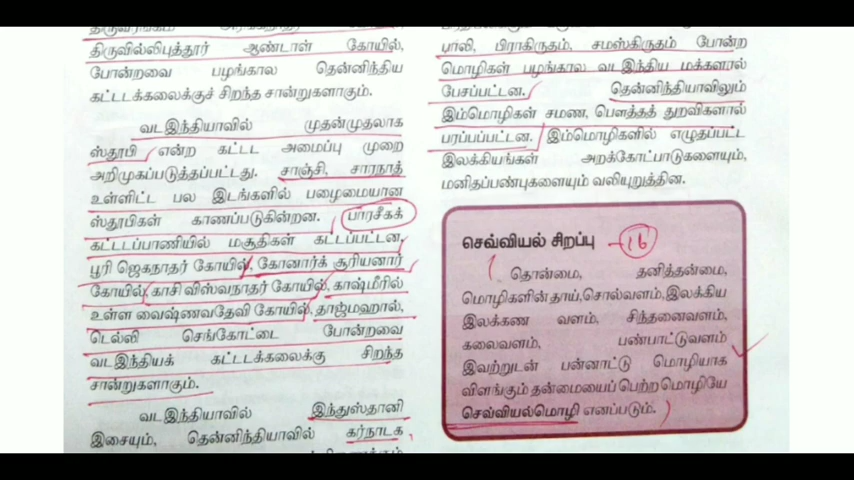 திருவில்லிபுத்தூர் ஆண்டாள் கோயில்,
போன்றவை பழங்கால தென்னிந்திய
கட்டடக்கலைக்குச் சிறந்த சான்றுகளாகும்.
வடஇந்தியாவில் முதன்முதலாக
ஸ்தூபி என்ற கட்டட அமைப்பு முறை
அறிமுகப்படுத்தப்பட்டது. சாஞ்சி, சாரநாத்
உள்ளிட்ட பல இடங்களில் பழைமையான
ஸ்தூபிகள் காணப்படுகின்றன. பாரசீகக்
கட்டடப்பாணியில் மசூதிகள் கட்டப்பட்டன,
பூரி ஜெகநாதர் கோயில், கோனார்க் சூரியனார்
கோயில், காசி விஸ்வநாதர் கோயில், காஷ்மீரில்
உள்ள வைஷ்ணவதேவி கோயில், தாஜ்மஹால்,
டெல்லி செங்கோட்டை போன்றவை
வடஇந்தியக் கட்டடக்கலைக்கு சிறந்த
சான்றுகளாகும்.
வடஇந்தியாவில் இந்துஸ்தானி
இசையும், தென்னிந்தியாவில் கர்நாடக
பாலி, பிராகிருதம், சமஸ்கிருதம் போன்ற
மொழிகள் பழங்கால வடஇந்திய மக்களால்
பேசப்பட்டன. தென்னிந்தியாவிலும்
இம்மொழிகள் சமண, பௌத்தத் துறவிகளால்
பரப்பப்பட்டன. இம்மொழிகளில் எழுதப்பட்ட
இலக்கியங்கள் அறக்கோட்பாடுகளையும்,
மனிதப்பண்புகளையும் வலியுறுத்தின.
செவ்வியல் சிறப்பு - 16
தொன்மை, தனித்தன்மை,
மொழிகளின் தாய், சொல்வளம், இலக்கிய
இலக்கண வளம், சிந்தனைவளம்,
கலைவளம், பண்பாட்டுவளம்
இவற்றுடன் பன்னாட்டு மொழியாக
விளங்கும் தன்மையைப் பெற்ற மொழியே
செவ்வியல்மொழி எனப்படும்.